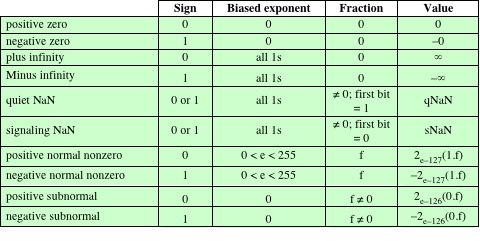 Sign Biased exponent Fraction Value
positive zero 0 0 0 0
negative zero 1 0 0 –0
plus infinity 0 all 1s 0 ∞
Minus infinity 1 all 1s 0 –∞
quiet NaN 0 or 1 all 1s ≠ 0; first bit = 1 qNaN
signaling NaN 0 or 1 all 1s ≠ 0; first bit = 0 sNaN
positive normal nonzero 0 0 < e < 255 f 2e–127(1.f)
negative normal nonzero 1 0 < e < 255 f –2e–127(1.f)
positive subnormal 0 0 f ≠ 0 2e–126(0.f)
negative subnormal 1 0 f ≠ 0 –2e–126(0.f)